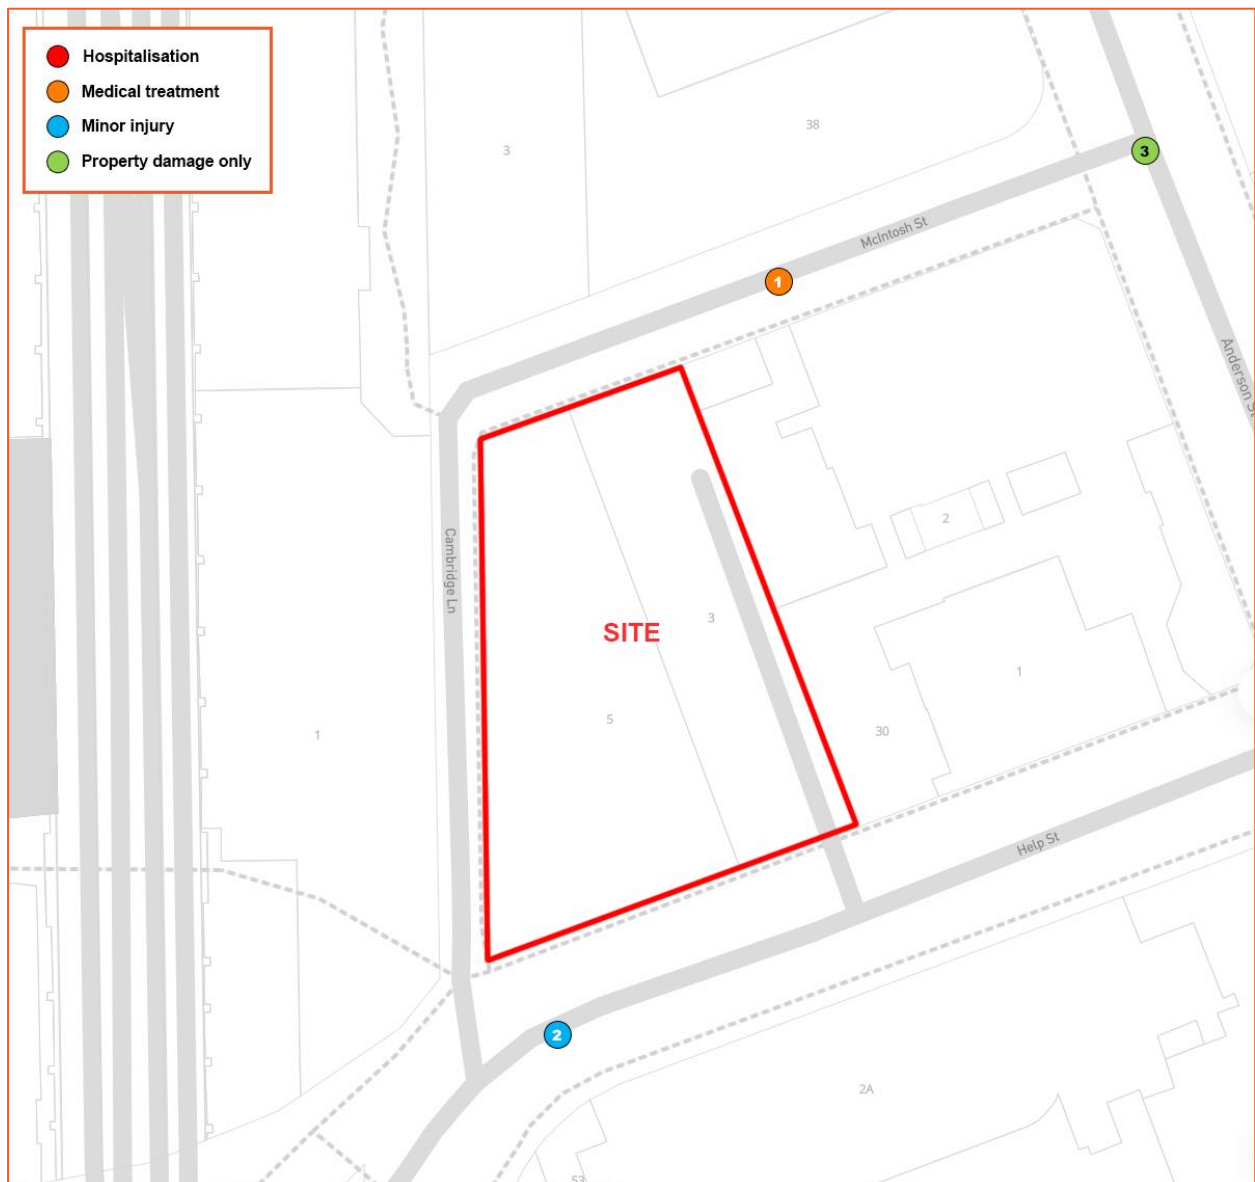 Hospitalisation
Medical treatment
Minor injury
Property damage only
38
3
3
McIntosh St
1
Anderson St
2
Cambridge Ln
3
SITE
1
5
1
30
Help St
2
2A
53